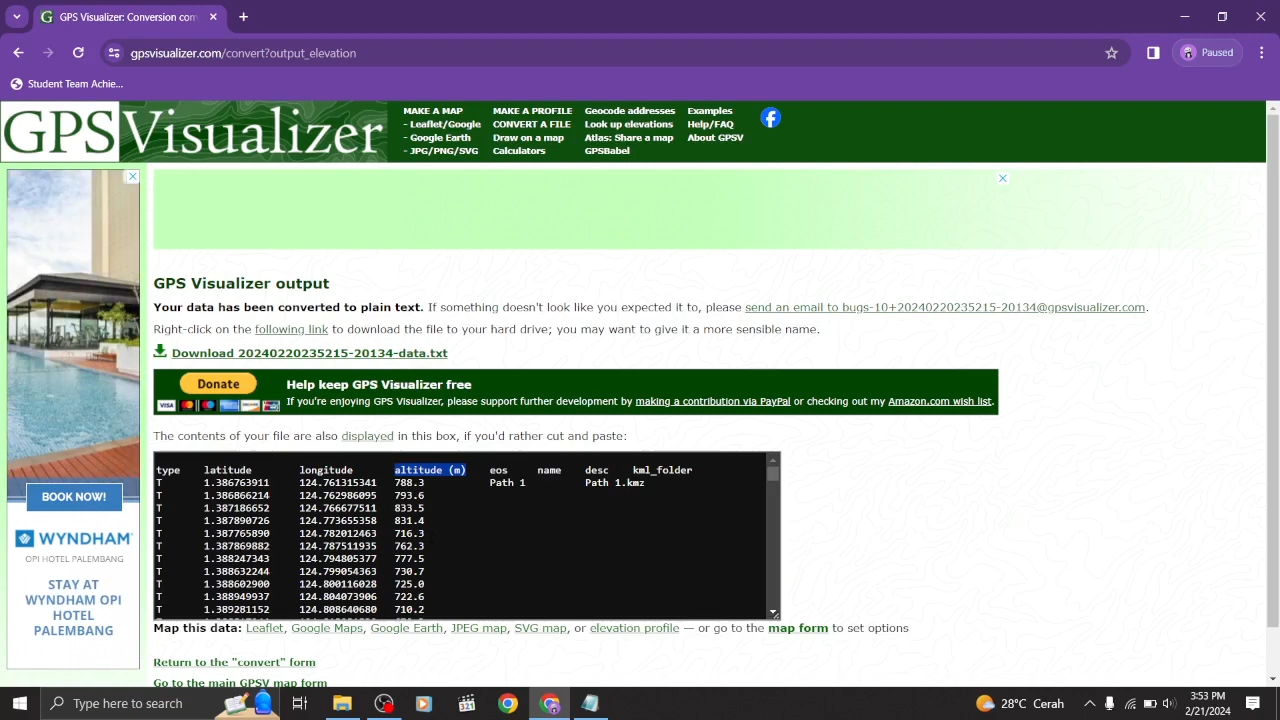 GPS Visualizer: Conversion con
gpsvisualizer.com/convert?output_elevation
Paused
Student Team Achie...
GPSVisualizer
MAKE A MAP
- Leaflet/Google
- Google Earth
- JPG/PNG/SVG
MAKE A PROFILE
CONVERT A FILE
Draw on a map
Calculators
Geocode addresses
Look up elevations
Atlas: Share a map
GPSBabel
Examples
Help/FAQ
About GPSV
BOOK NOW!
WYNDHAM
OPI HOTEL PALEMBANG
STAY AT
WYNDHAM OPI
HOTEL
PALEMBANG
GPS Visualizer output
Your data has been converted to plain text. If something doesn't look like you expected it to, please send an email to bugs-10+20240220235215-20134@gpsvisualizer.com.
Right-click on the following link to download the file to your hard drive; you may want to give it a more sensible name.
Download 20240220235215-20134-data.txt
Donate
VISA
Help keep GPS Visualizer free
If you're enjoying GPS Visualizer, please support further development by making a contribution via PayPal or checking out my Amazon.com wish list.
The contents of your file are also displayed in this box, if you'd rather cut and paste:
type latitude longitude altitude (m) eos name desc kml_folder
T 1.386763911 124.761315341 788.3 Path 1 Path 1.kmz
T 1.386866214 124.762986095 793.6
T 1.387186652 124.766677511 833.5
T 1.387890726 124.773655358 831.4
T 1.387765890 124.782012463 716.3
T 1.387869882 124.787511935 762.3
T 1.388247343 124.794805377 777.5
T 1.388632244 124.799054363 730.7
T 1.388602900 124.800116028 725.0
T 1.388949937 124.804073906 722.6
T 1.389281152 124.808640680 710.2
Map this data: Leaflet, Google Maps, Google Earth, JPEG map, SVG map, or elevation profile — or go to the map form to set options
Return to the "convert" form
Go to the main GPSV map form
Type here to search
28°C Cerah
3:53 PM
2/21/2024